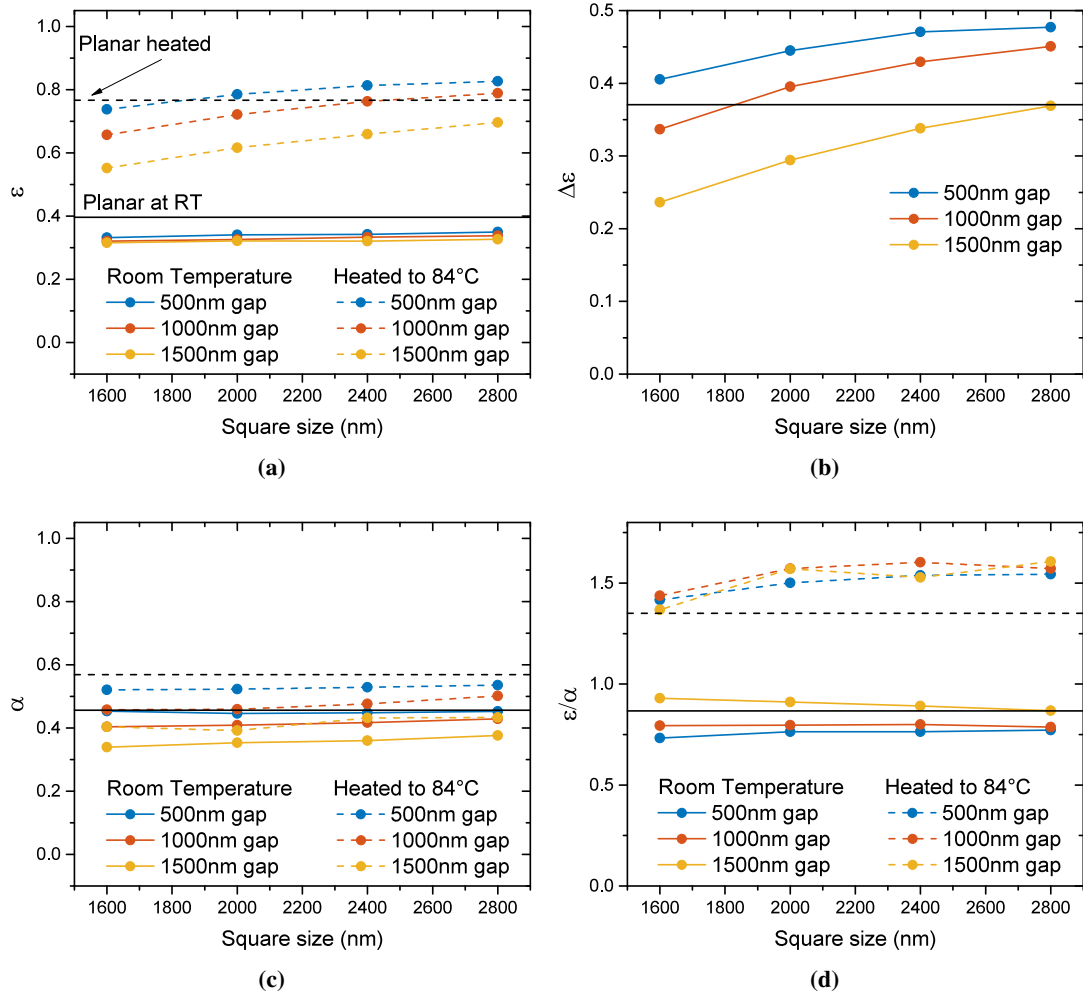 1.0
0.8
0.6
0.4
0.2
0.0
ε
Planar heated
Planar at RT
Room Temperature Heated to 84°C
500nm gap 500nm gap
1000nm gap 1000nm gap
1500nm gap 1500nm gap
1600 1800 2000 2200 2400 2600 2800
Square size (nm)
(a)
0.5
0.4
0.3
0.2
0.1
0.0
Δε
500nm gap
1000nm gap
1500nm gap
1600 1800 2000 2200 2400 2600 2800
Square size (nm)
(b)
1.0
0.8
0.6
0.4
0.2
0.0
α
Room Temperature Heated to 84°C
500nm gap 500nm gap
1000nm gap 1000nm gap
1500nm gap 1500nm gap
1600 1800 2000 2200 2400 2600 2800
Square size (nm)
(c)
1.5
1.0
0.5
0.0
ε/α
Room Temperature Heated to 84°C
500nm gap 500nm gap
1000nm gap 1000nm gap
1500nm gap 1500nm gap
1600 1800 2000 2200 2400 2600 2800
Square size (nm)
(d)